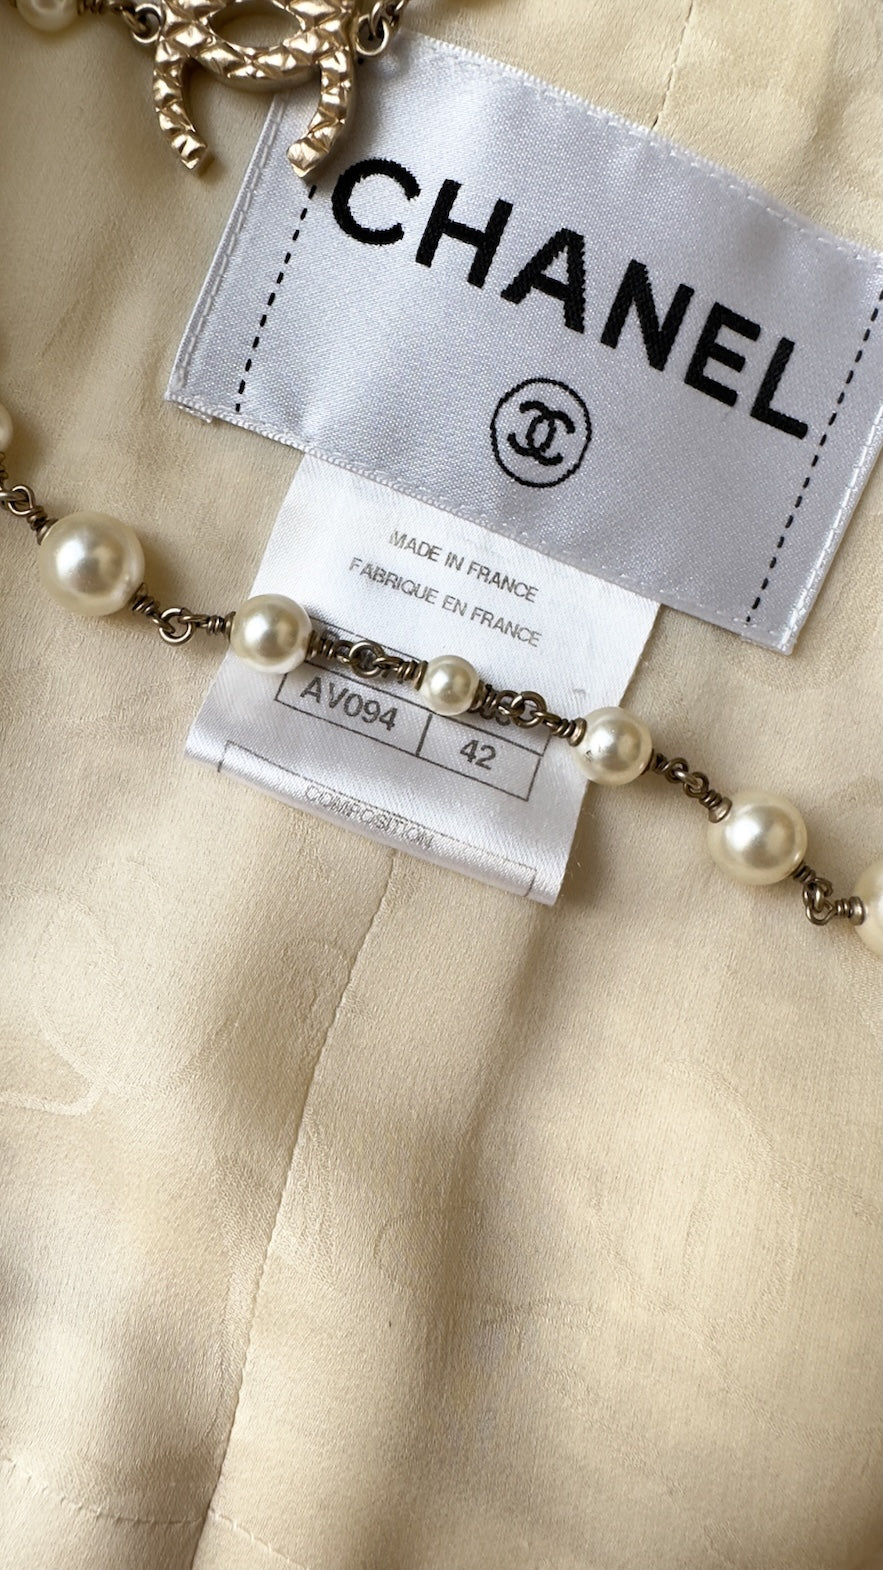 CHANEL
MADE IN FRANCE
FABRIQUE EN FRANCE
AV094 42
COMPOSITION